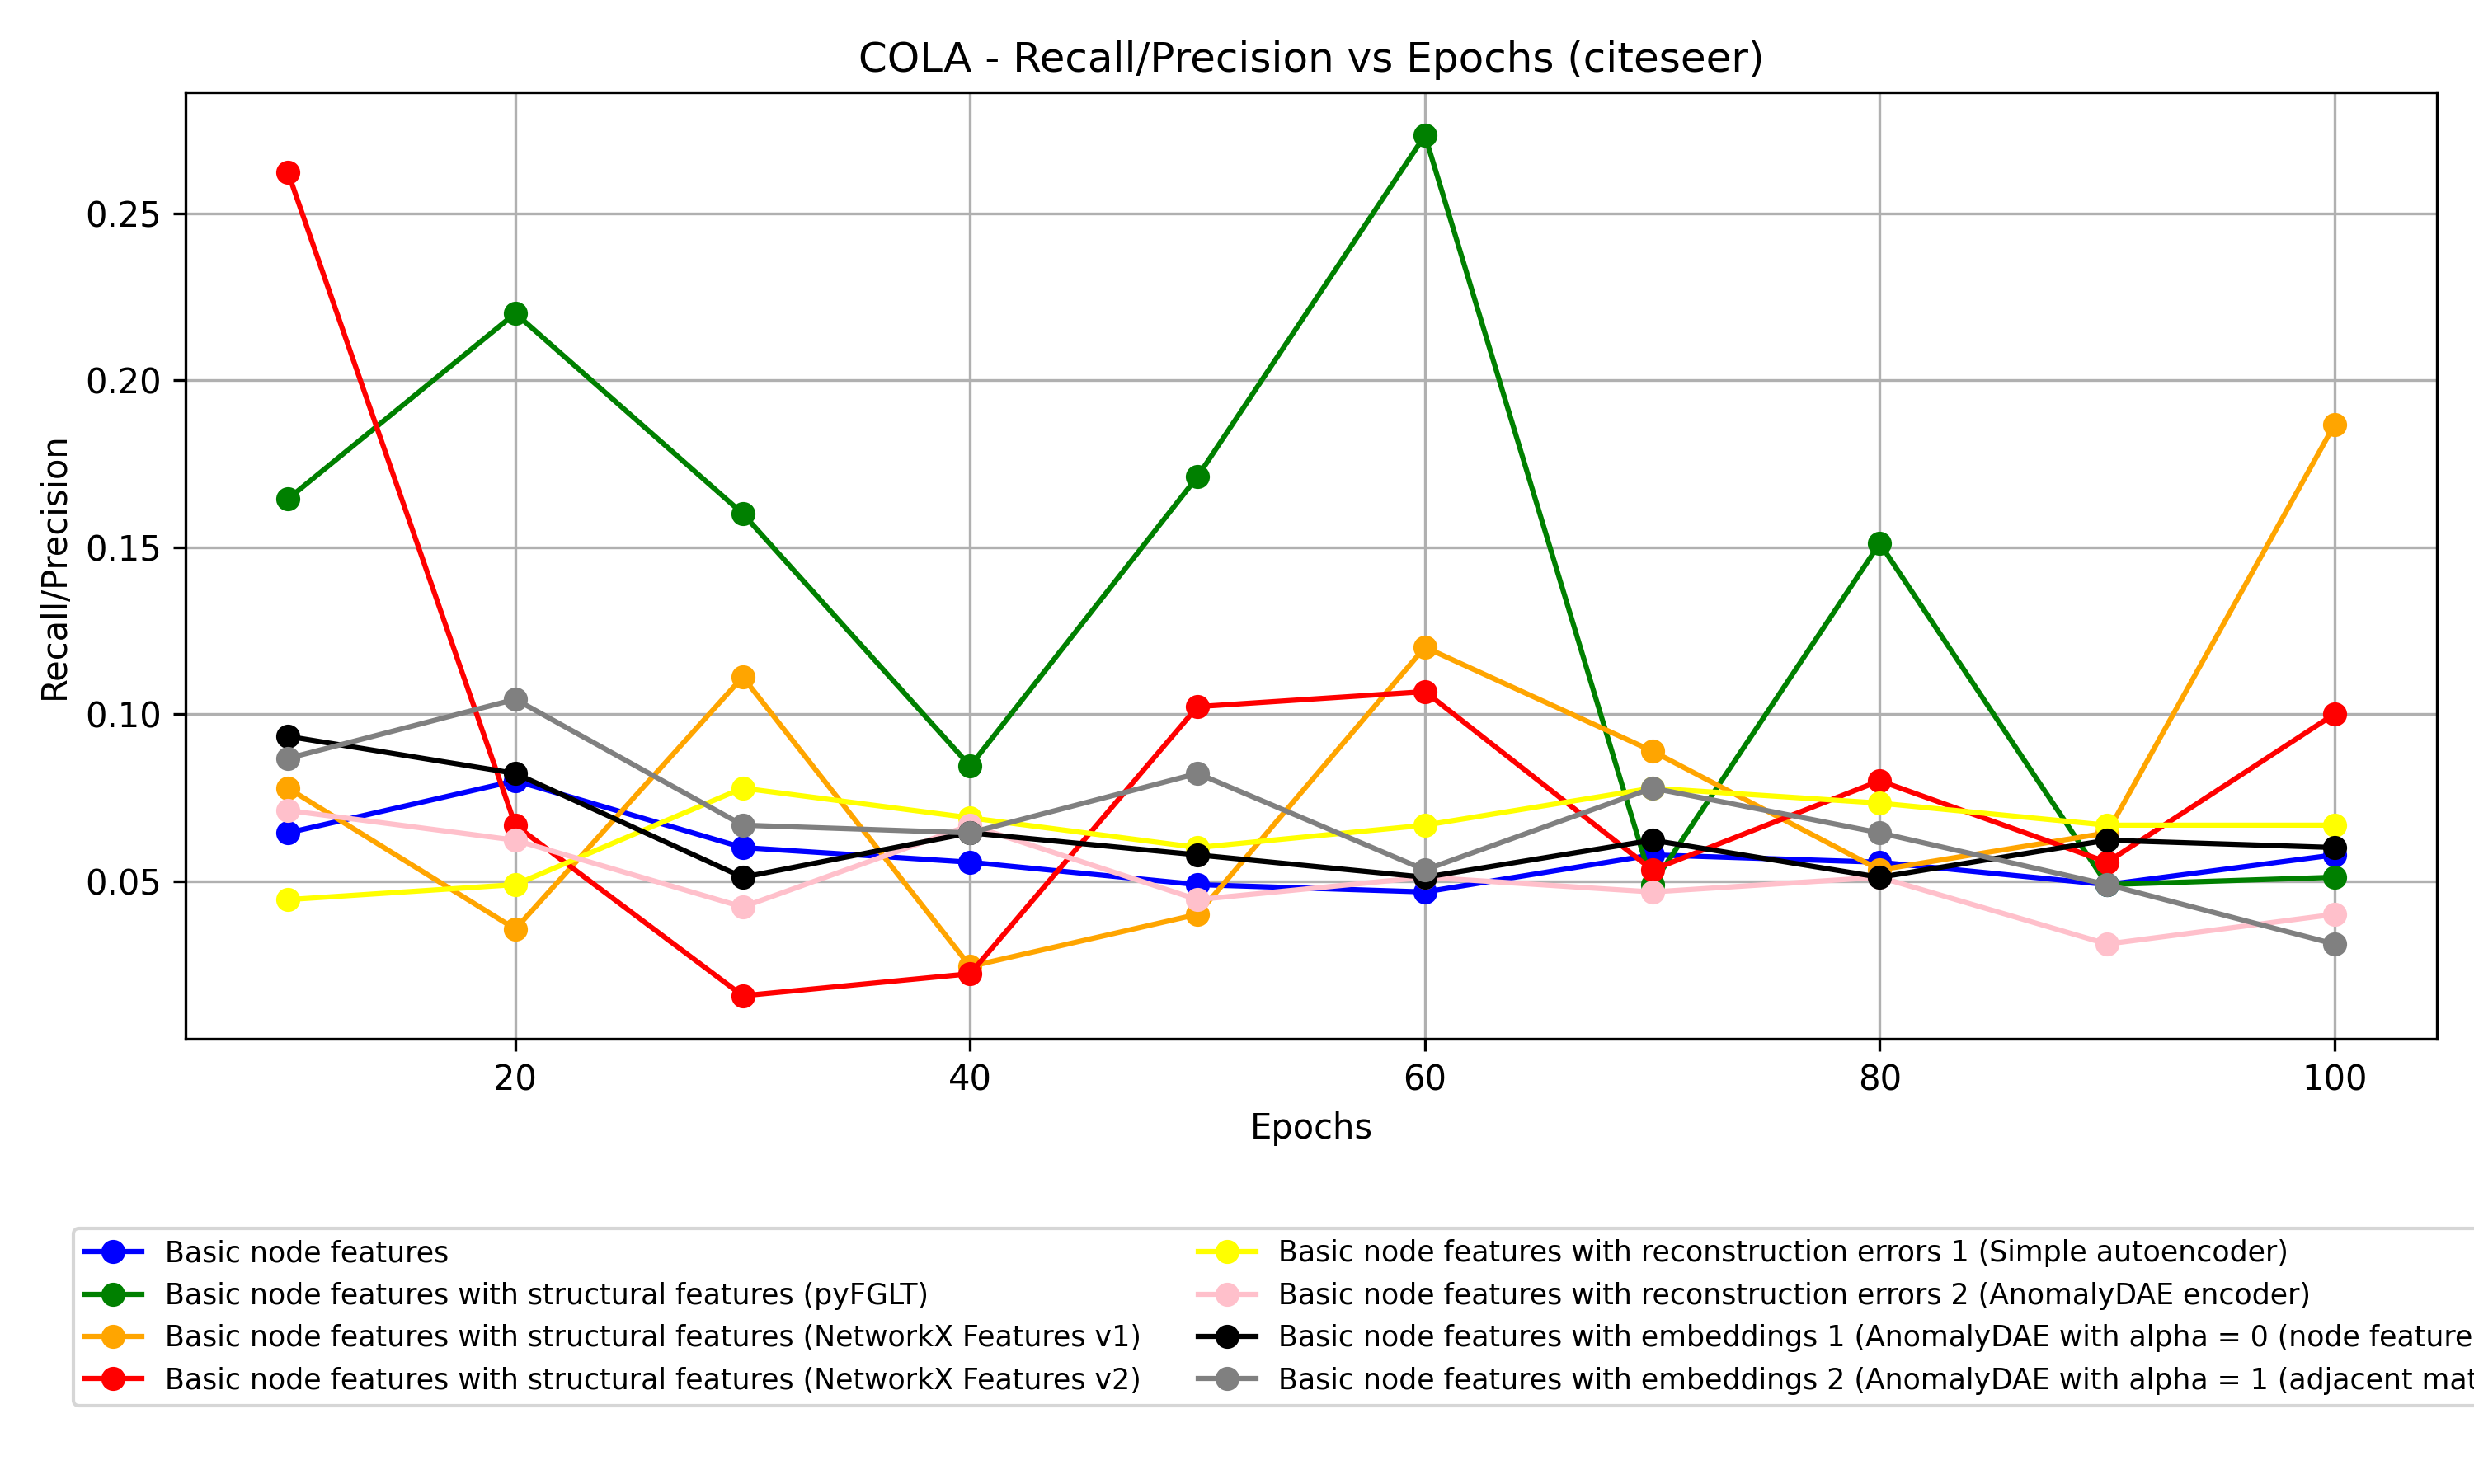 COLA - Recall/Precision vs Epochs (citeseer)
0.25
0.20
0.15
0.10
0.05
Recall/Precision
20 40 60 80 100
Epochs
Basic node features
Basic node features with structural features (pyFGLT)
Basic node features with structural features (NetworkX Features v1)
Basic node features with structural features (NetworkX Features v2)
Basic node features with reconstruction errors 1 (Simple autoencoder)
Basic node features with reconstruction errors 2 (AnomalyDAE encoder)
Basic node features with embeddings 1 (AnomalyDAE with alpha = 0 (node feature
Basic node features with embeddings 2 (AnomalyDAE with alpha = 1 (adjacent mat